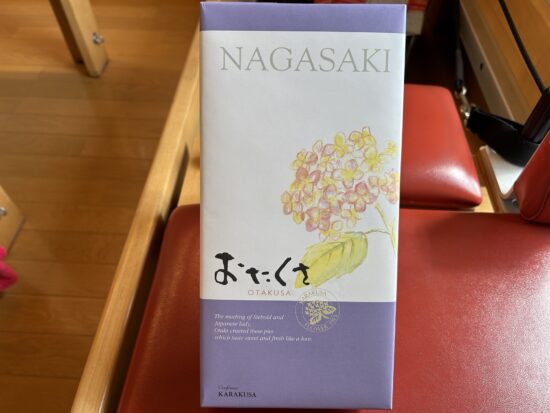 NAGASAKI
おたくさ
OTAKUSA
The meeting of Siebold and
Japanese lady,
Otaki created these pies
which taste sweet and fresh like a love.
Confiseur
KARAKUSA